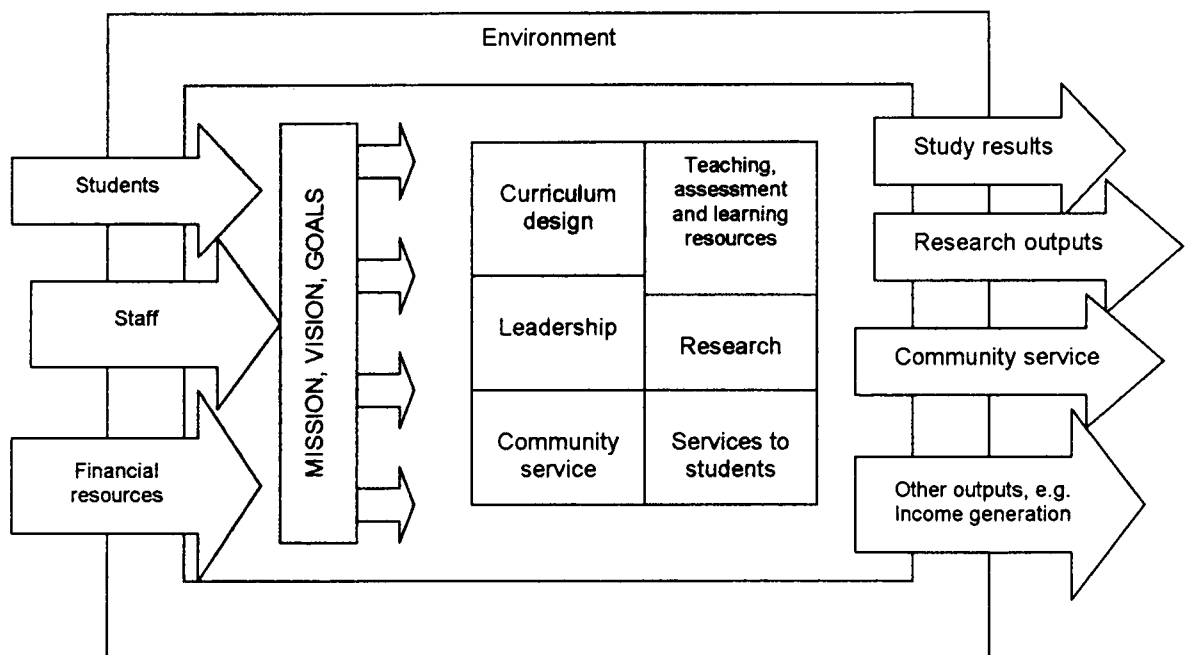 Environment
Students
Staff
Financial
resources
MISSION, VISION, GOALS
Curriculum
design
Teaching,
assessment
and learning
resources
Leadership
Research
Community
service
Services to
students
Study results
Research outputs
Community service
Other outputs, e.g.
Income generation